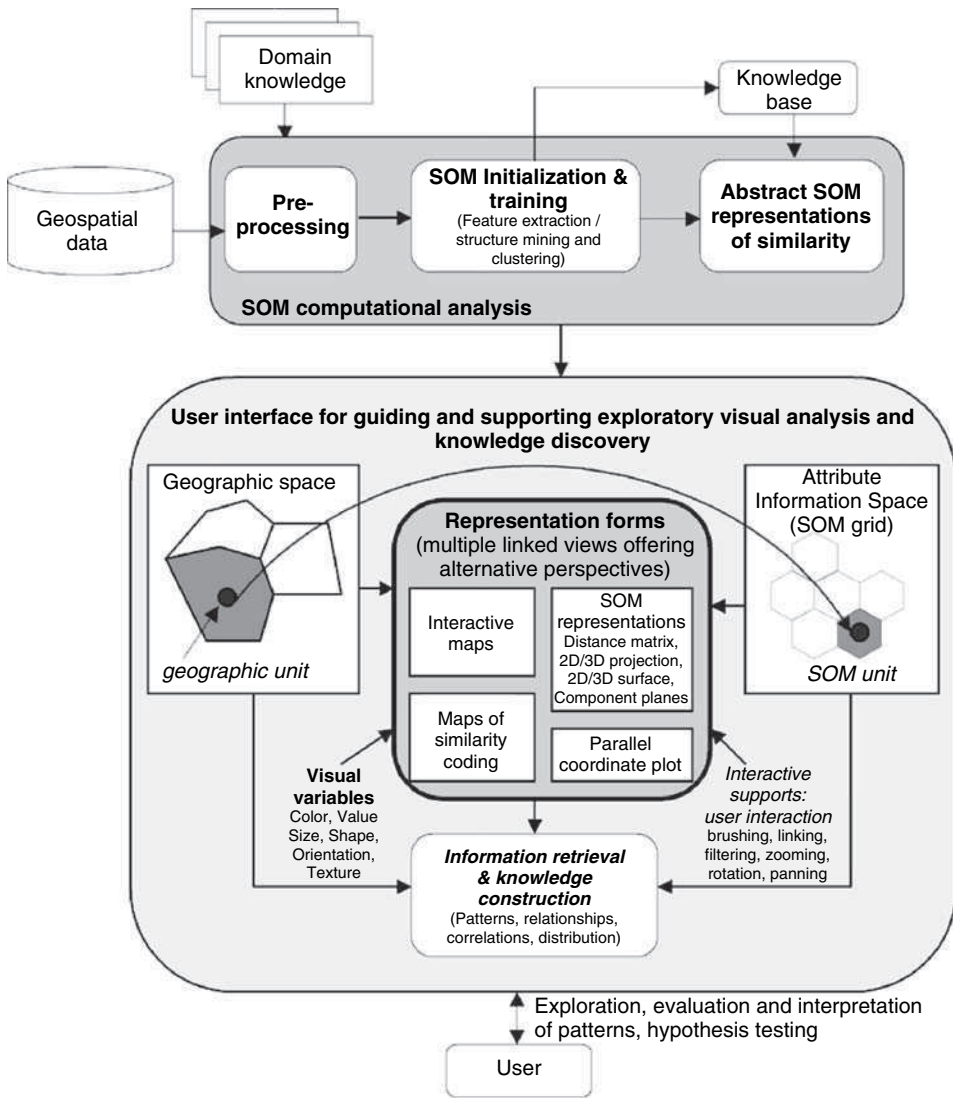 Domain
knowledge
Knowledge
base
Geospatial
data
Pre-
processing
SOM Initialization &
training
(Feature extraction /
structure mining and
clustering)
Abstract SOM
representations
of similarity
SOM computational analysis
User interface for guiding and supporting exploratory visual analysis and
knowledge discovery
Geographic space
geographic unit
Representation forms
(multiple linked views offering
alternative perspectives)
Interactive
maps
SOM
representations
Distance matrix,
2D/3D projection,
2D/3D surface,
Component planes
Maps of
similarity
coding
Parallel
coordinate plot
Attribute
Information Space
(SOM grid)
SOM unit
Visual
variables
Color, Value
Size, Shape,
Orientation,
Texture
Interactive
supports:
user interaction
brushing, linking,
filtering, zooming,
rotation, panning
Information retrieval
& knowledge
construction
(Patterns, relationships,
correlations, distribution)
Exploration, evaluation and interpretation
of patterns, hypothesis testing
User